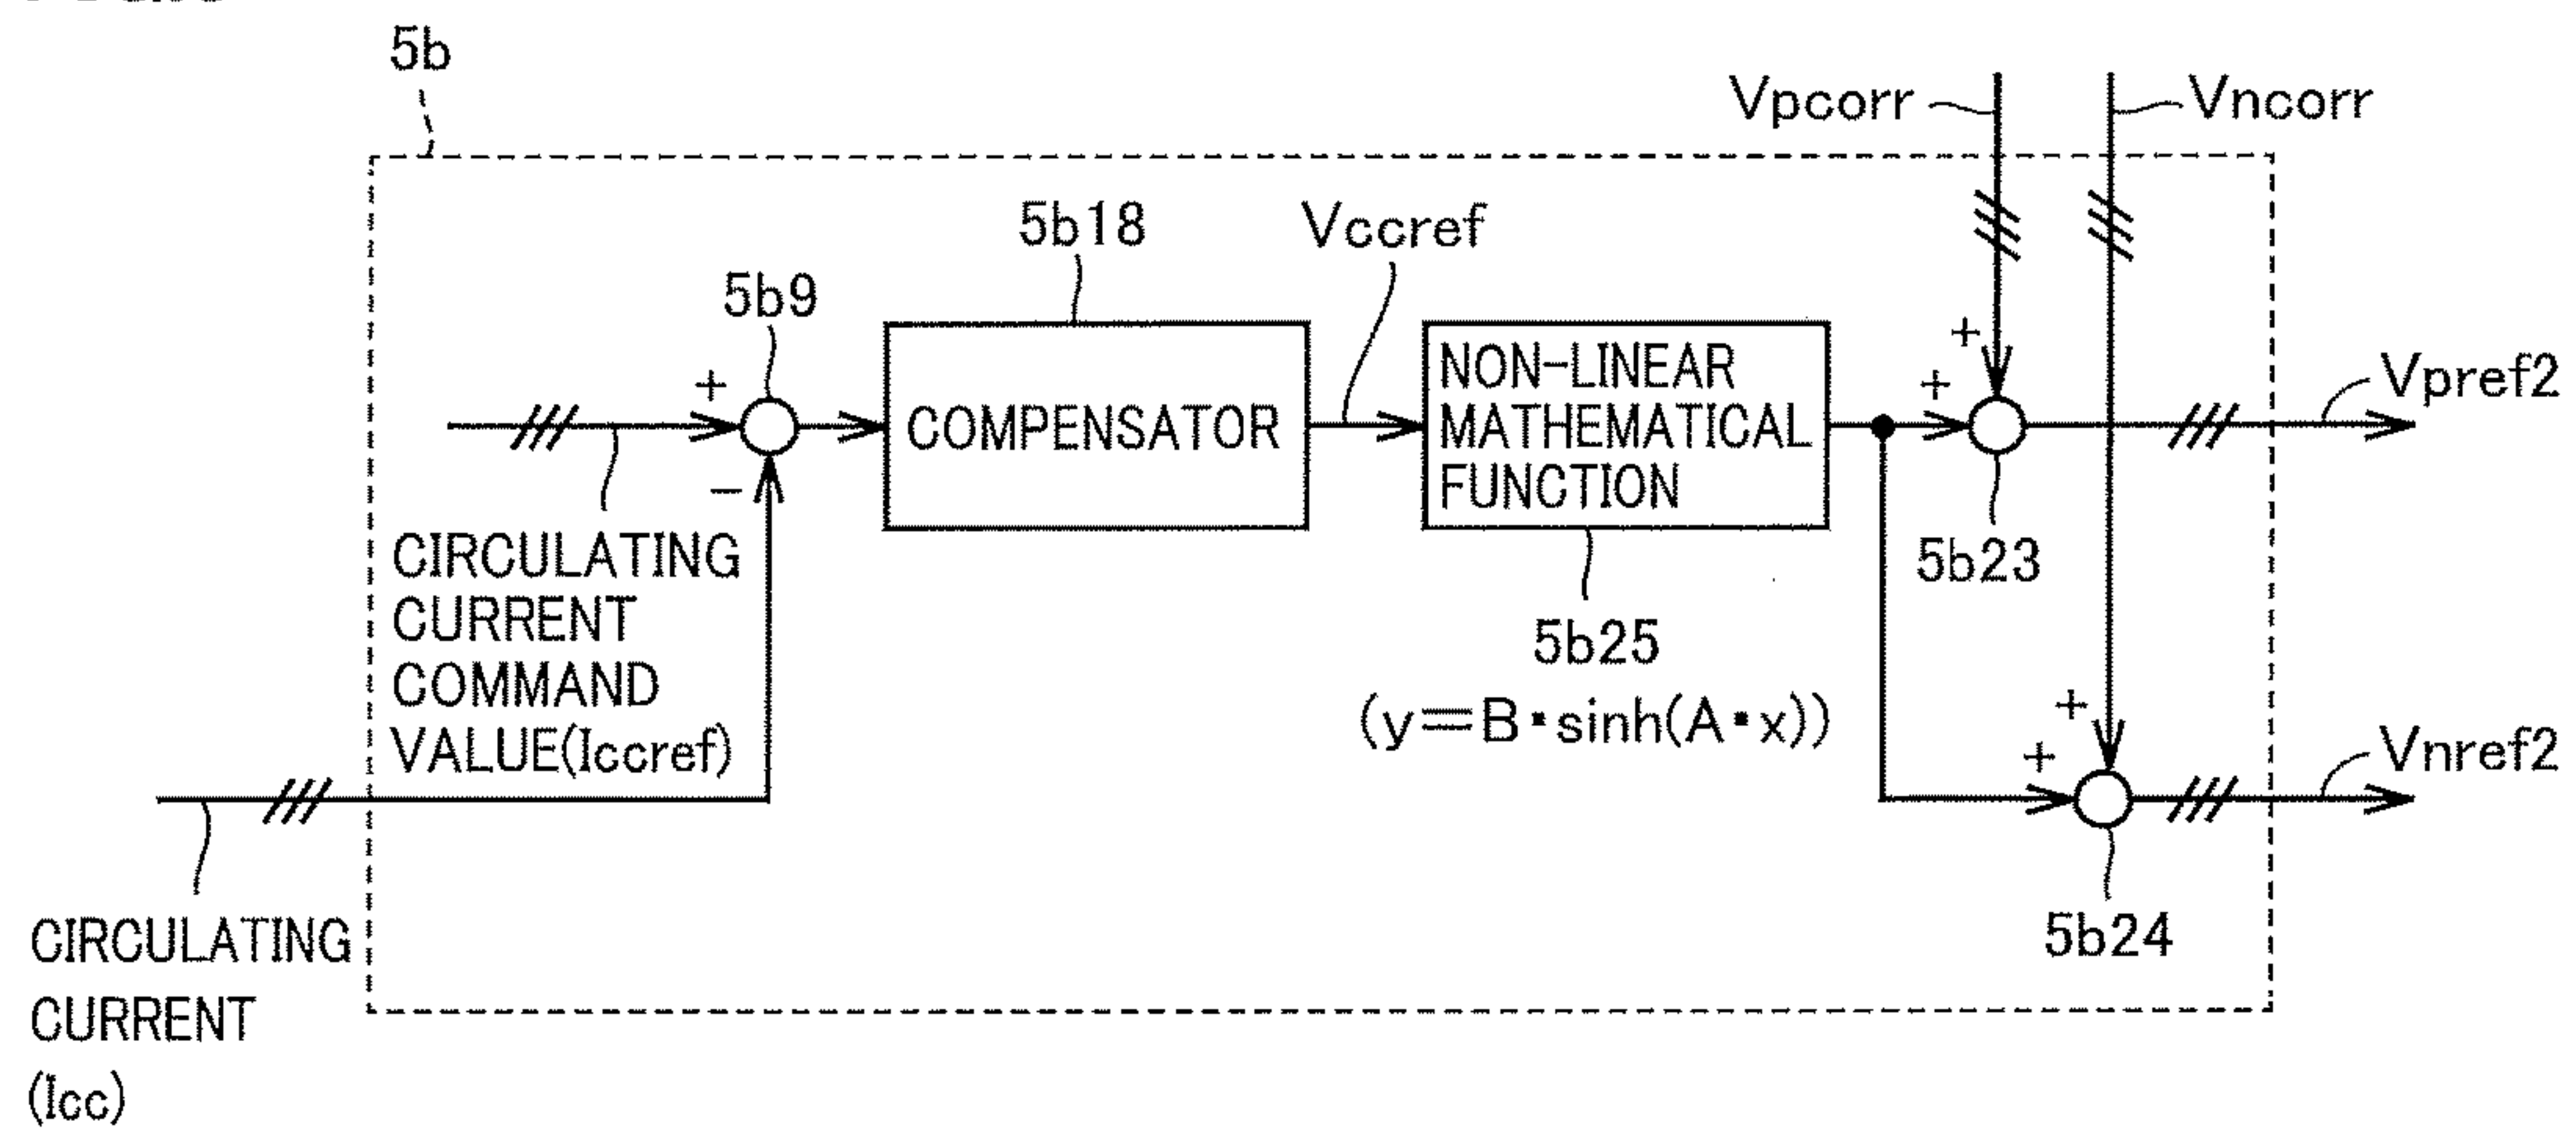 5b
Vpcorr
Vncorr
5b18
Vccref
5b9
+
+
+
COMPENSATOR
NON-LINEAR
MATHEMATICAL
FUNCTION
Vpref2
−
CIRCULATING
CURRENT
COMMAND
VALUE(Iccref)
5b23
5b25
(y=B·sinh(A·x))
+
+
Vnref2
CIRCULATING
CURRENT
(Icc)
5b24